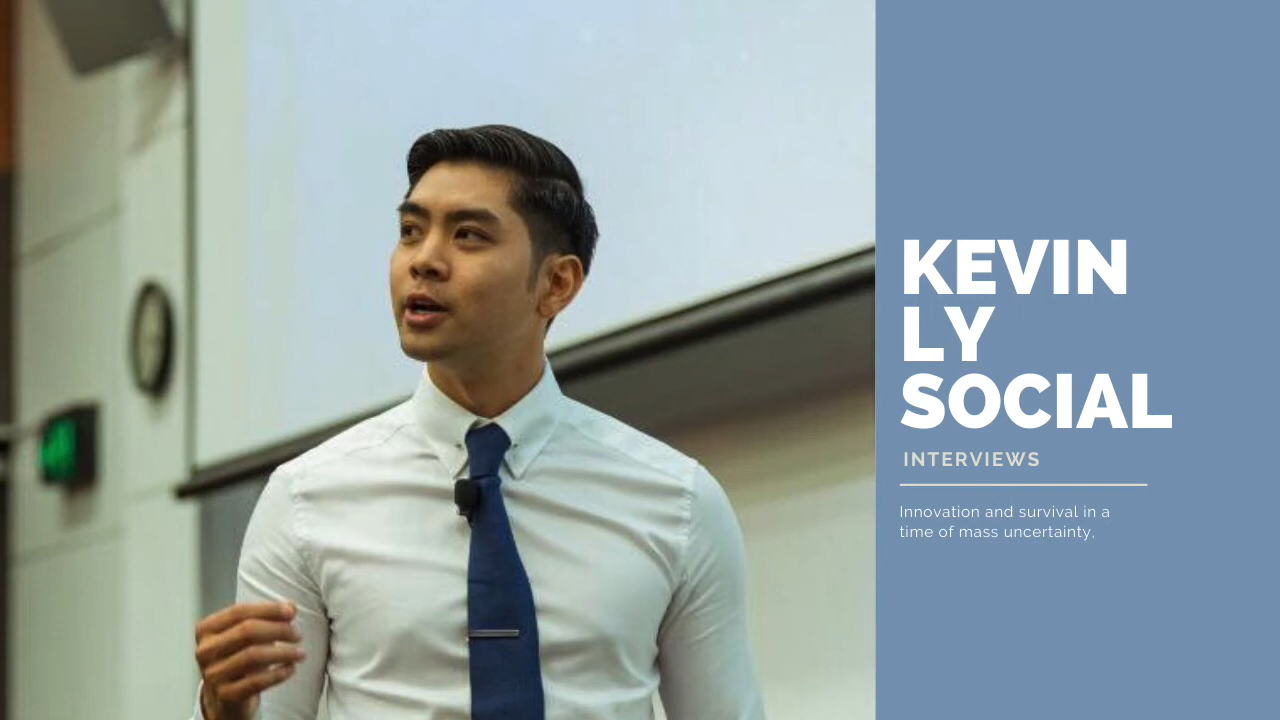 KEVIN
LY
SOCIAL
INTERVIEWS
Innovation and survival in a
time of mass uncertainty,